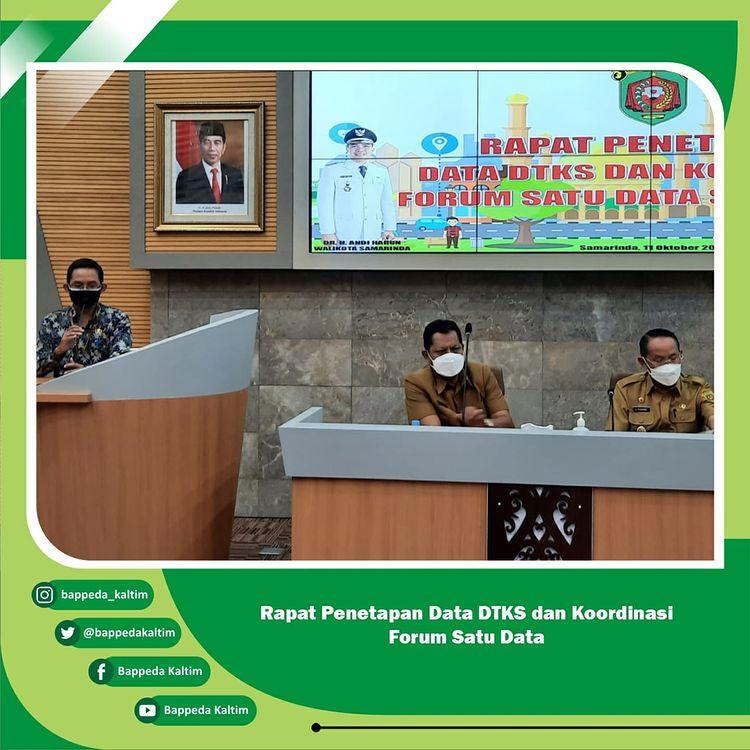 RAPAT PENET
DATA DTKS DAN KO
FORUM SATU DATA S
DR. H. ANDI HARUN
WALIKOTA SAMARINDA
Samarinda, 11 Oktober 20
bappeda_kaltim
@bappedakaltim
Bappeda Kaltim
Bappeda Kaltim
Rapat Penetapan Data DTKS dan Koordinasi
Forum Satu Data